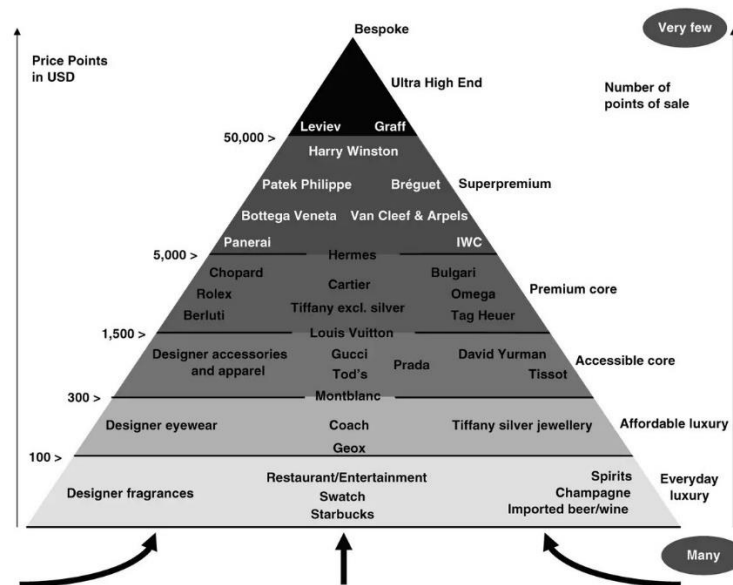 Bespoke
Very few
Price Points
in USD
Ultra High End
Number of
points of sale
Leviev Graff
50,000 >
Harry Winston
Patek Philippe Bréguet Superpremium
Bottega Veneta Van Cleef & Arpels
Panerai IWC
5,000 > Hermes
Chopard Bulgari
Cartier
Premium core
Rolex Omega
Tiffany excl. silver
Berluti Tag Heuer
1,500 > Louis Vuitton
Designer accessories
and apparel
Gucci David Yurman
Prada Accessible core
Tod's Tissot
300 > Montblanc
Designer eyewear Coach Tiffany silver jewellery Affordable luxury
Geox
100 >
Restaurant/Entertainment Spirits
Everyday
luxury
Designer fragrances Champagne
Swatch
Imported beer/wine
Starbucks
Many